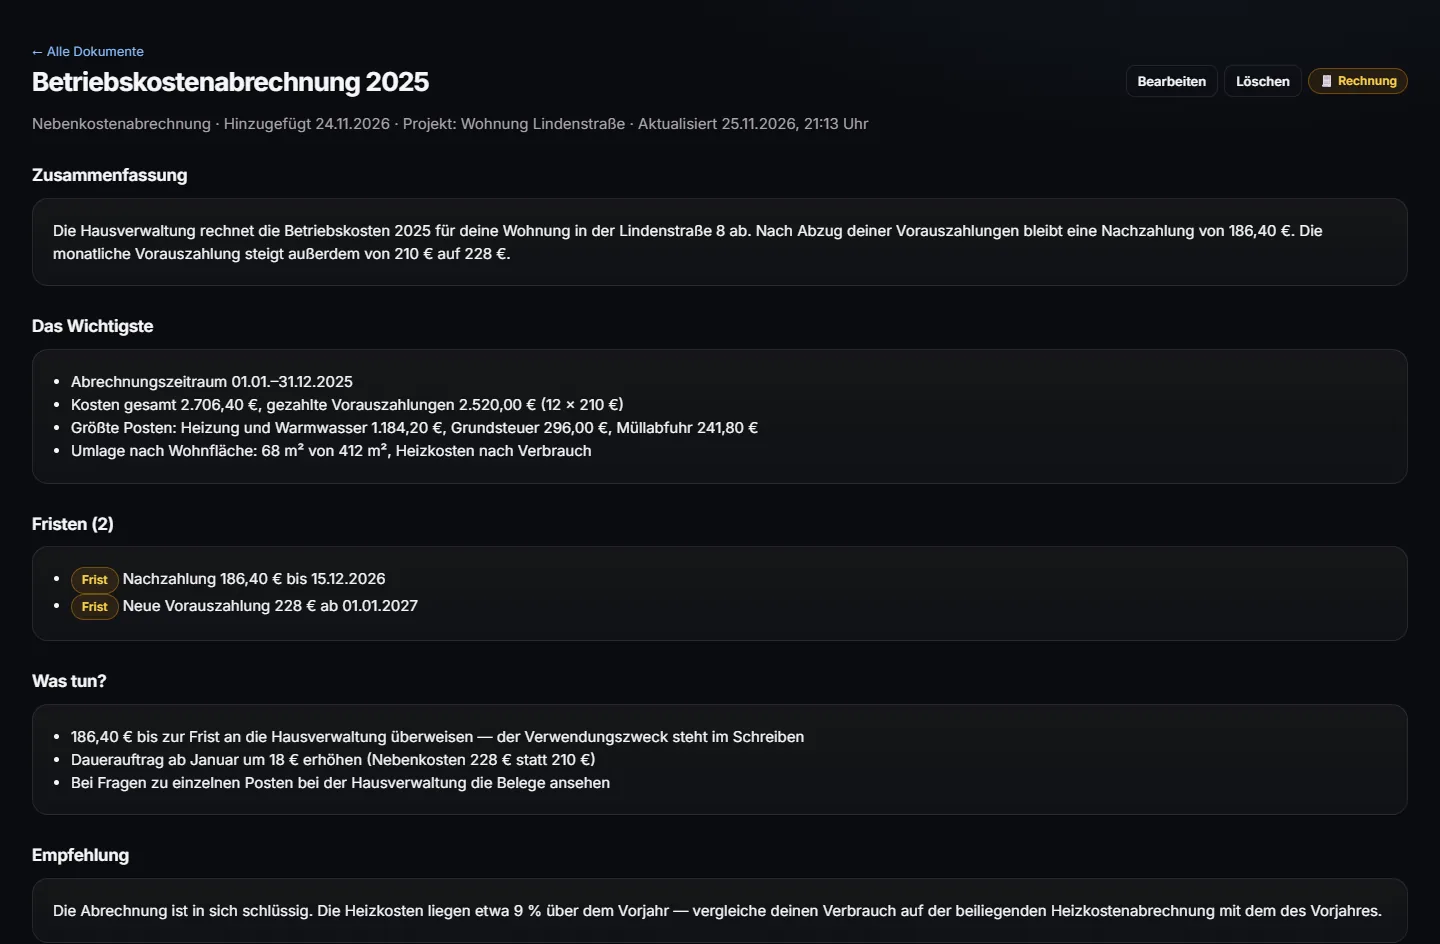 ← Alle Dokumente
Betriebskostenabrechnung 2025
Bearbeiten
Löschen
Rechnung
Nebenkostenabrechnung · Hinzugefügt 24.11.2026 · Projekt: Wohnung Lindenstraße · Aktualisiert 25.11.2026, 21:13 Uhr
Zusammenfassung
Die Hausverwaltung rechnet die Betriebskosten 2025 für deine Wohnung in der Lindenstraße 8 ab. Nach Abzug deiner Vorauszahlungen bleibt eine Nachzahlung von 186,40 €. Die
monatliche Vorauszahlung steigt außerdem von 210 € auf 228 €.
Das Wichtigste
• Abrechnungszeitraum 01.01.–31.12.2025
• Kosten gesamt 2.706,40 €, gezahlte Vorauszahlungen 2.520,00 € (12 × 210 €)
• Größte Posten: Heizung und Warmwasser 1.184,20 €, Grundsteuer 296,00 €, Müllabfuhr 241,80 €
• Umlage nach Wohnfläche: 68 m² von 412 m², Heizkosten nach Verbrauch
Fristen (2)
• Frist Nachzahlung 186,40 € bis 15.12.2026
• Frist Neue Vorauszahlung 228 € ab 01.01.2027
Was tun?
• 186,40 € bis zur Frist an die Hausverwaltung überweisen — der Verwendungszweck steht im Schreiben
• Dauerauftrag ab Januar um 18 € erhöhen (Nebenkosten 228 € statt 210 €)
• Bei Fragen zu einzelnen Posten bei der Hausverwaltung die Belege ansehen
Empfehlung
Die Abrechnung ist in sich schlüssig. Die Heizkosten liegen etwa 9 % über dem Vorjahr — vergleiche deinen Verbrauch auf der beiliegenden Heizkostenabrechnung mit dem des Vorjahres.